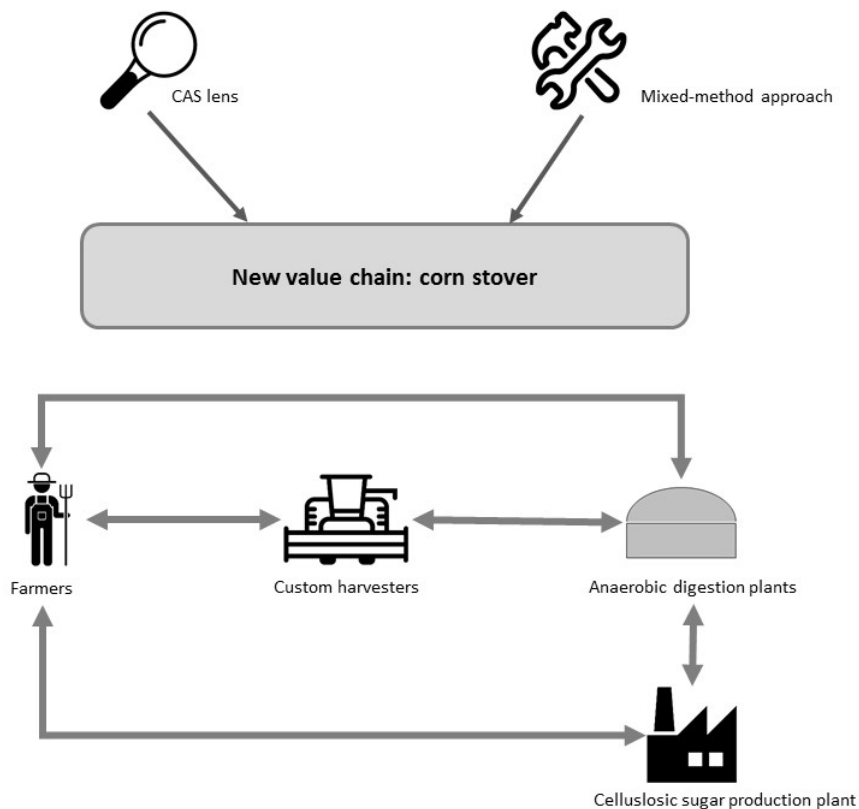 CAS lens
Mixed-method approach
New value chain: corn stover
Farmers
Custom harvesters
Anaerobic digestion plants
Celluslosic sugar production plant